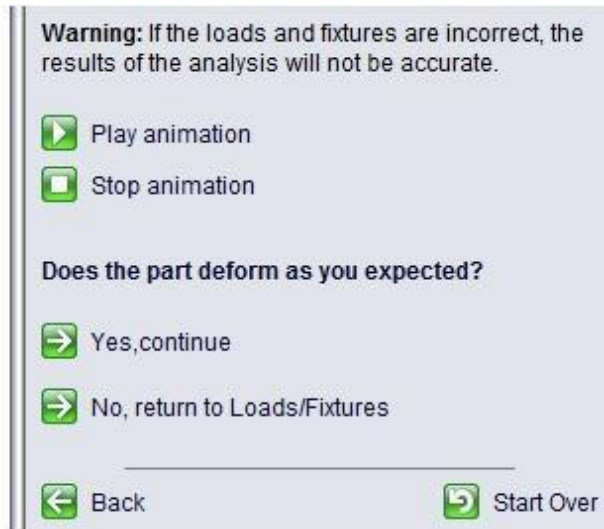 Warning: If the loads and fixtures are incorrect, the
results of the analysis will not be accurate.
Play animation
Stop animation
Does the part deform as you expected?
Yes,continue
No, return to Loads/Fixtures
Back
Start Over